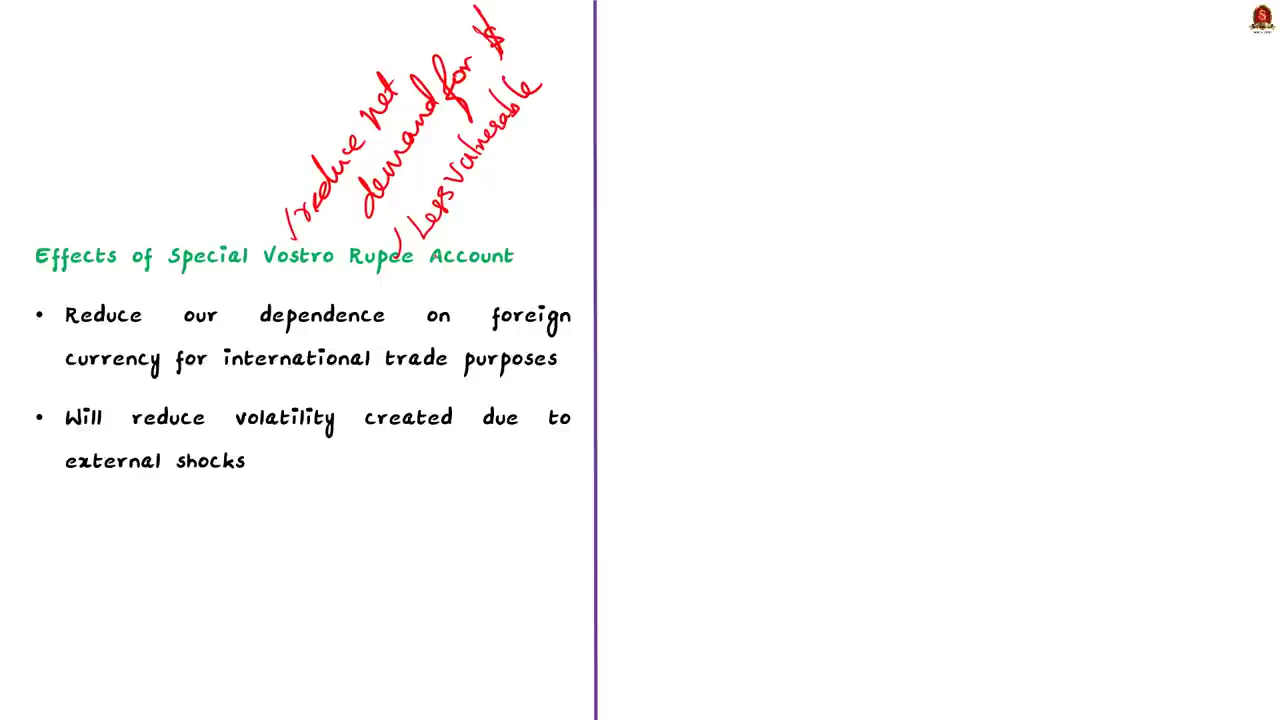 reduce net
demand for $
Less Vulnerable
Effects of Special Vostro Rupee Account
• Reduce our dependence on foreign
currency for international trade purposes
• Will reduce volatility created due to
external shocks